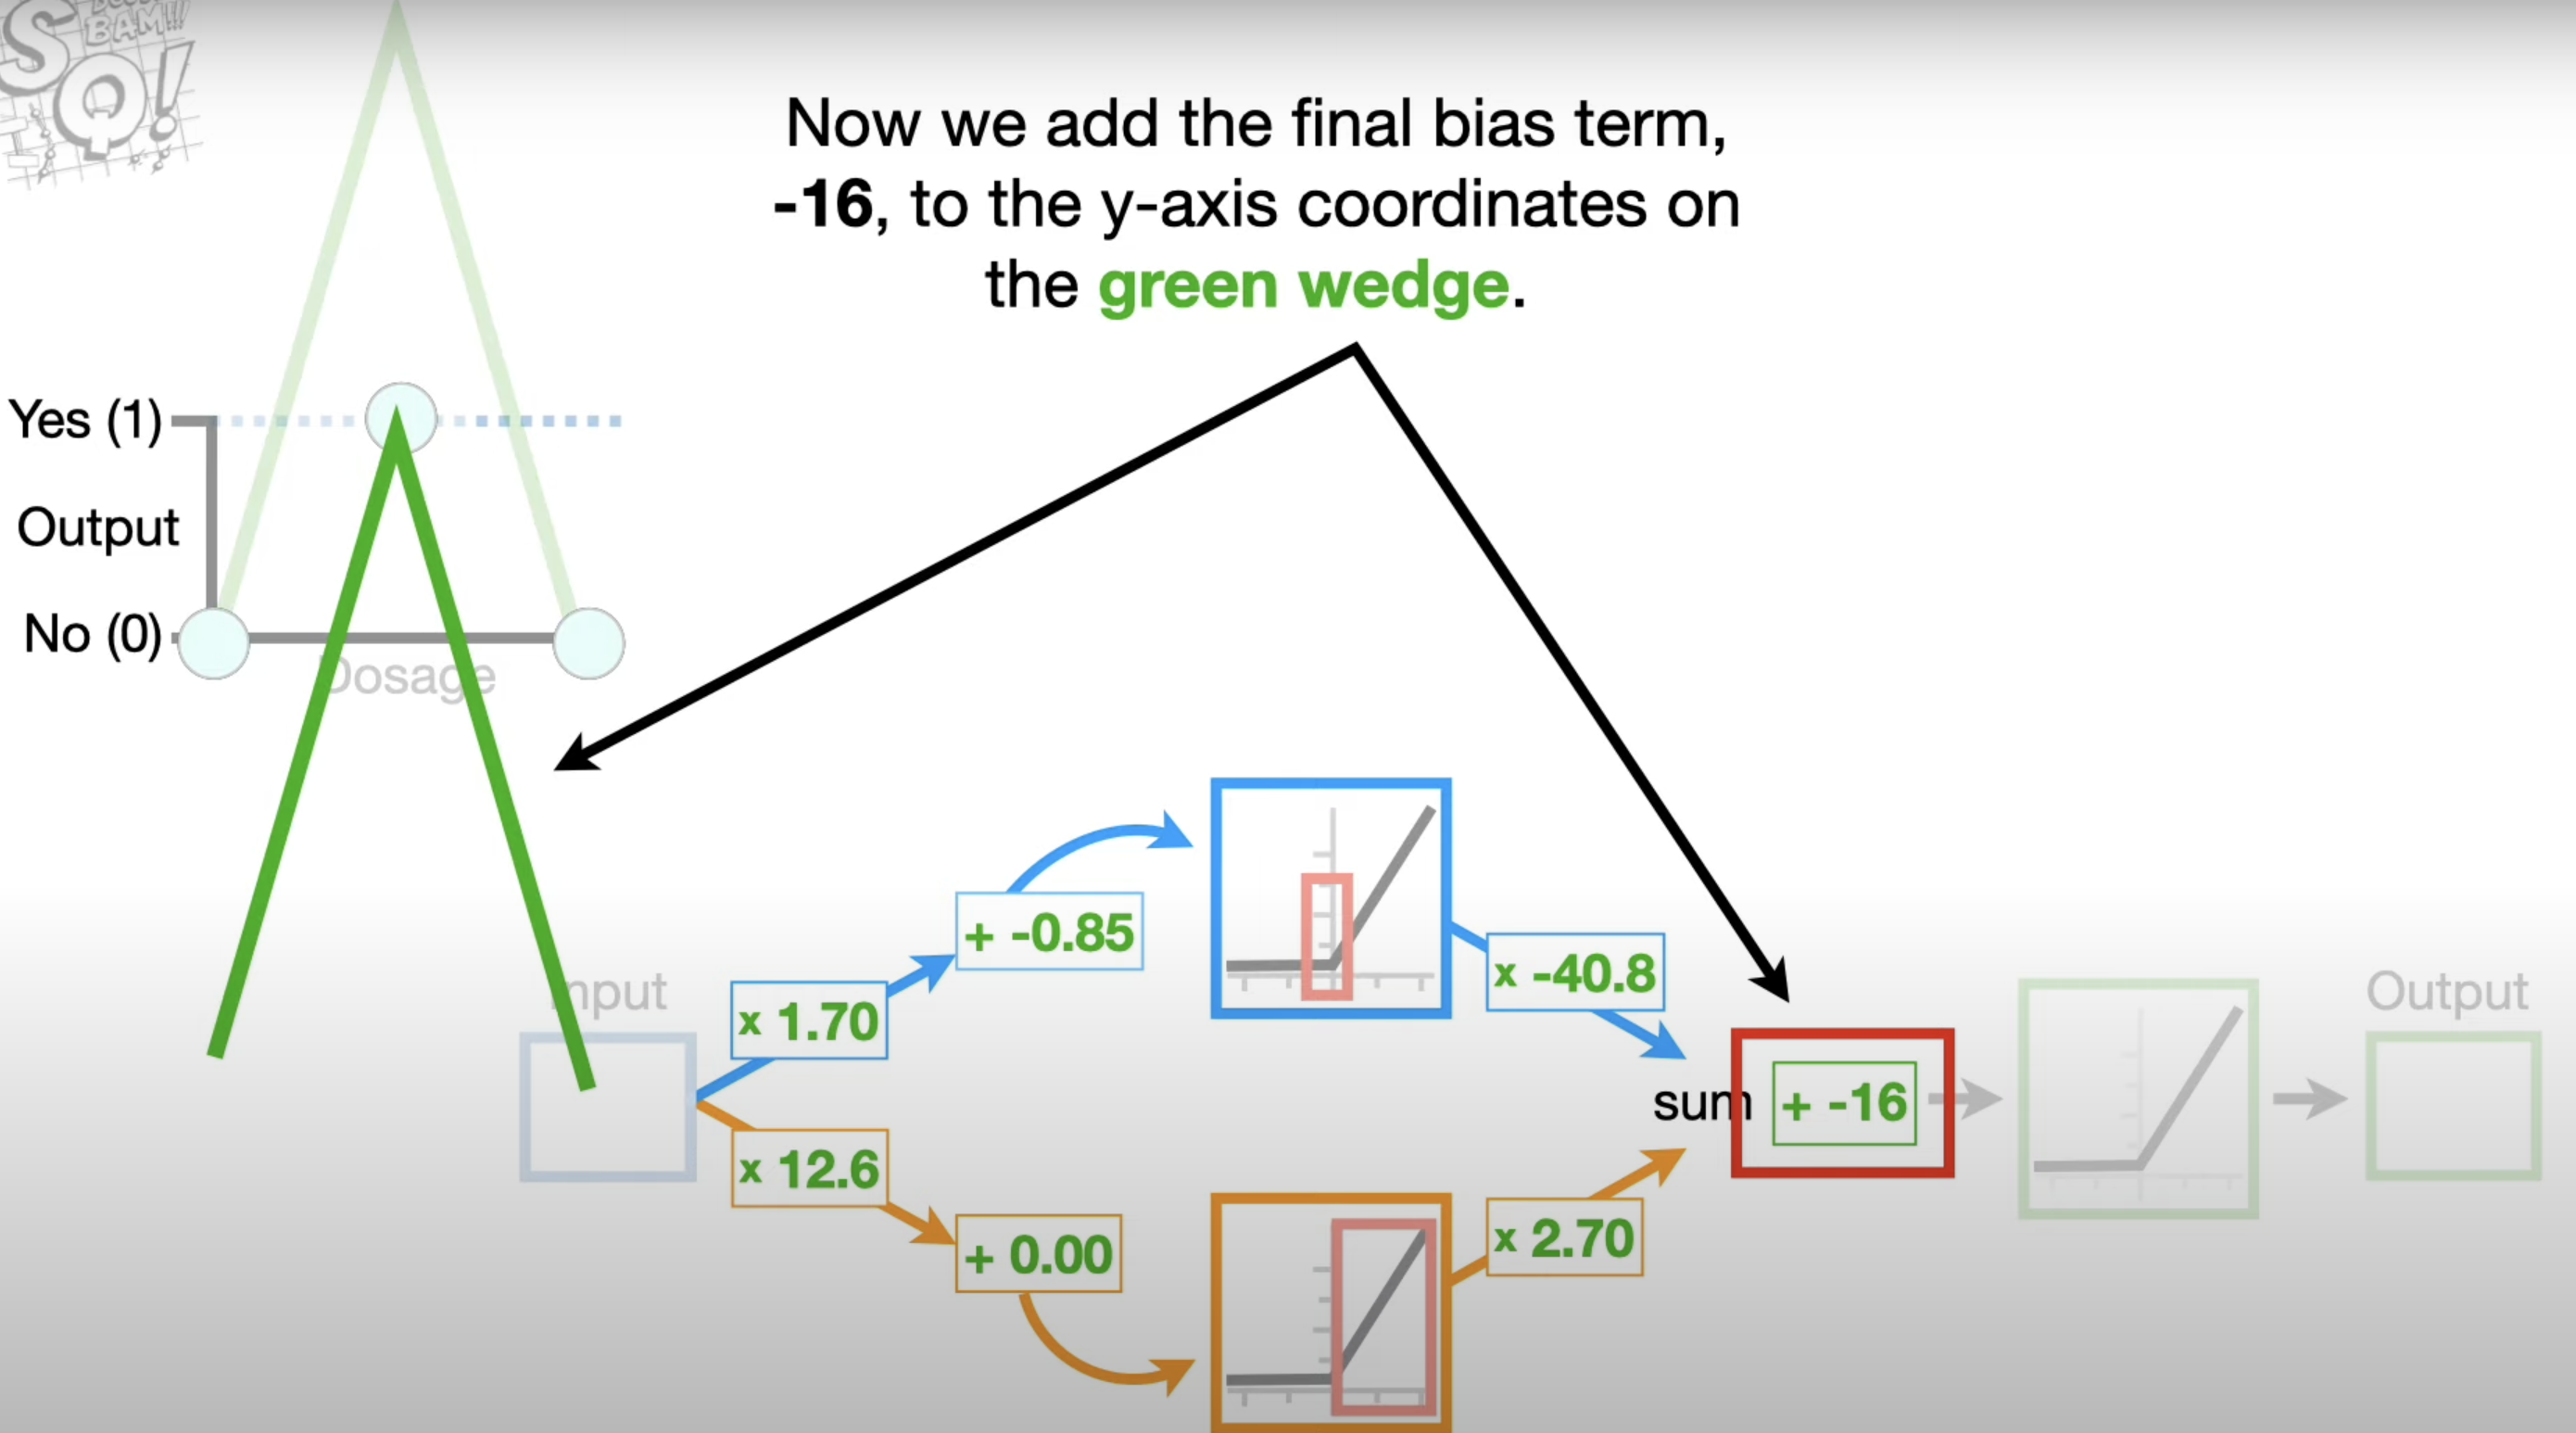 SQ!
BAM!!!
Now we add the final bias term,
-16, to the y-axis coordinates on
the green wedge.
Yes (1)
Output
No (0)
Dosage
+ -0.85
x 1.70
x -40.8
Input
Output
sum
+ -16
x 12.6
+ 0.00
x 2.70